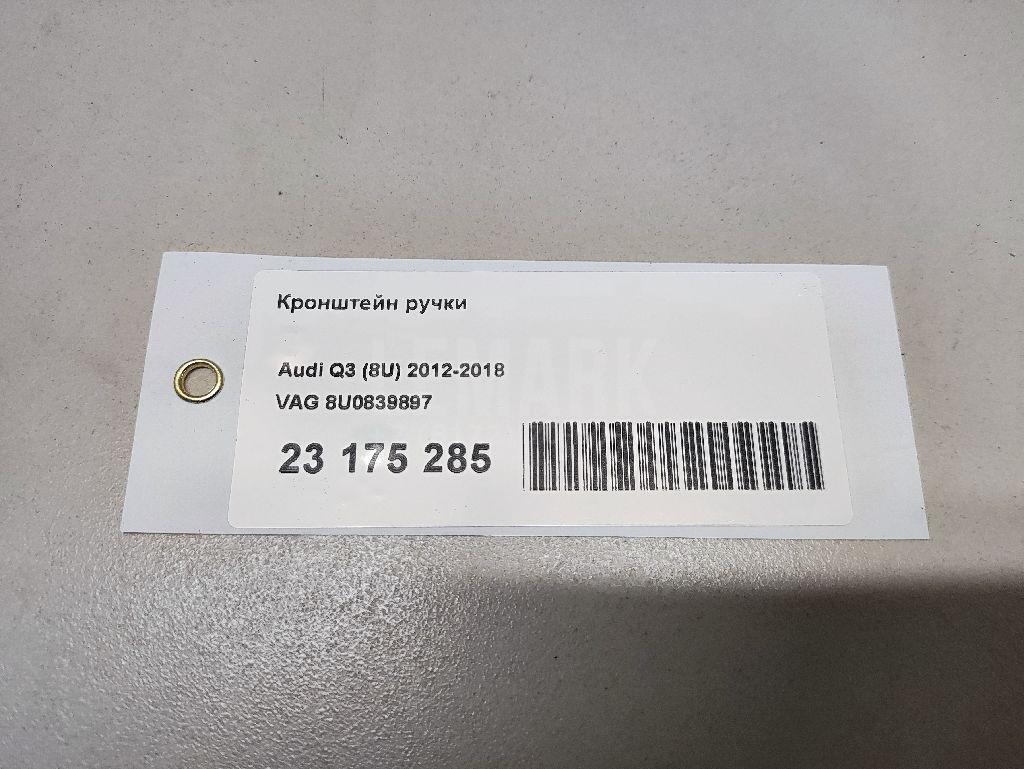 Кронштейн ручки
Audi Q3 (8U) 2012-2018
VAG 8U0839897
23 175 285